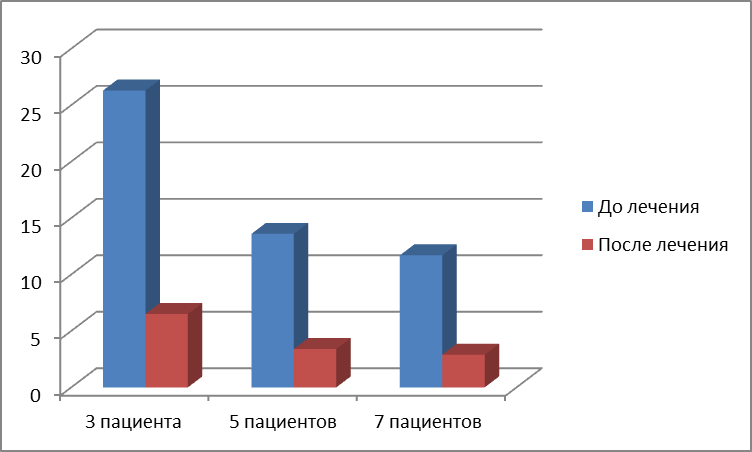 30
25
20
15
10
5
0
3 пациента
5 пациентов
7 пациентов
До лечения
После лечения